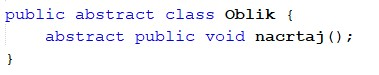 public abstract class Oblik {
    abstract public void nacrtaj();
}